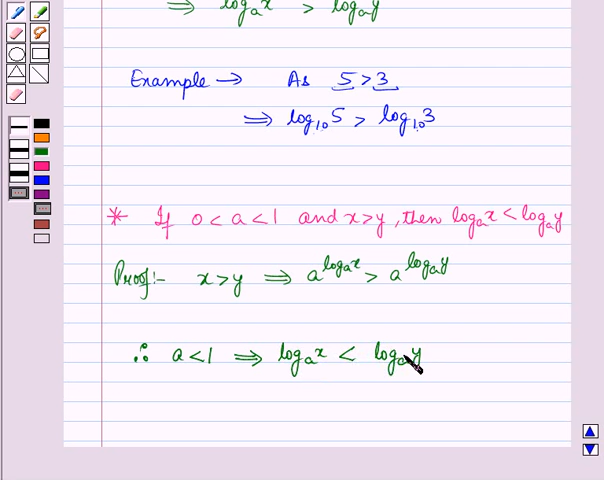 ⇒ logₐx > logₐy
Example → As 5 > 3
⇒ log₁₀5 > log₁₀3
* If 0 < a < 1 and x > y, then logₐx < logₐy
Proof:- x > y ⇒ a^logₐx > a^logₐy
∴ a < 1 ⇒ logₐx < logₐy